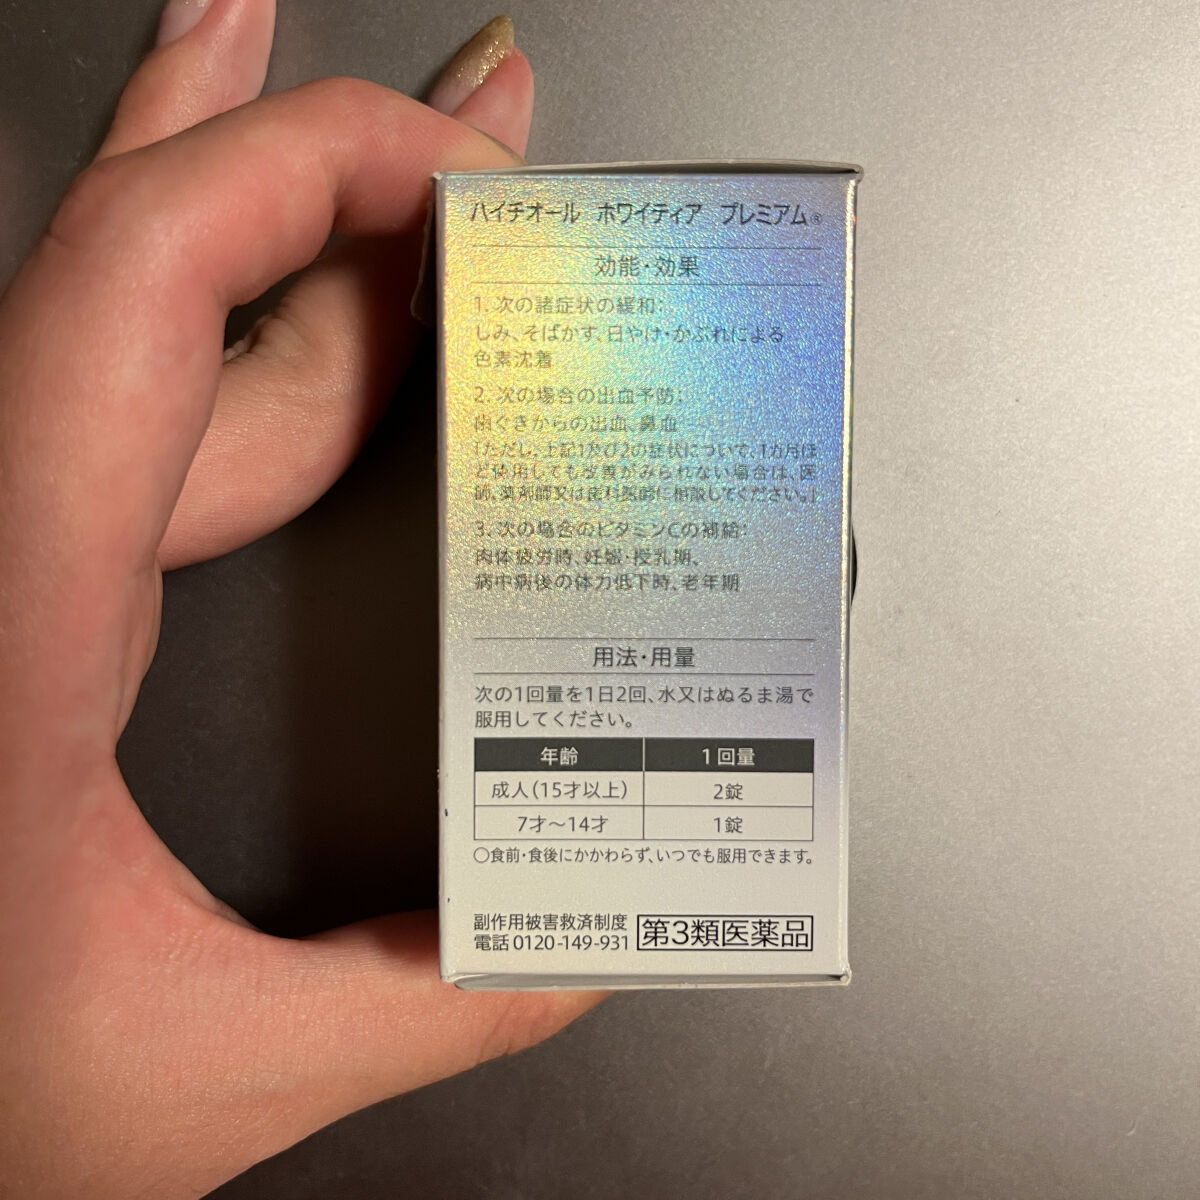 ハイチオール ホワイティア プレミアム®
効能・効果
1. 次の諸症状の緩和:
しみ、そばかす、日やけ・かぶれによる
色素沈着
2. 次の場合の出血予防:
歯ぐきからの出血、鼻血
「ただし、上記1及び2の症状について、1カ月ほ
ど使用しても改善がみられない場合は、医
師、薬剤師又は歯科医師に相談してください。」
3. 次の場合のビタミンCの補給:
肉体疲労時、妊娠・授乳期、
病中病後の体力低下時、老年期
用法・用量
次の1回量を1日2回、水又はぬるま湯で
服用してください。
年齢 1回量
成人(15才以上) 2錠
7才〜14才 1錠
○食前・食後にかかわらず、いつでも服用できます。
副作用被害救済制度
電話 0120-149-931 第3類医薬品